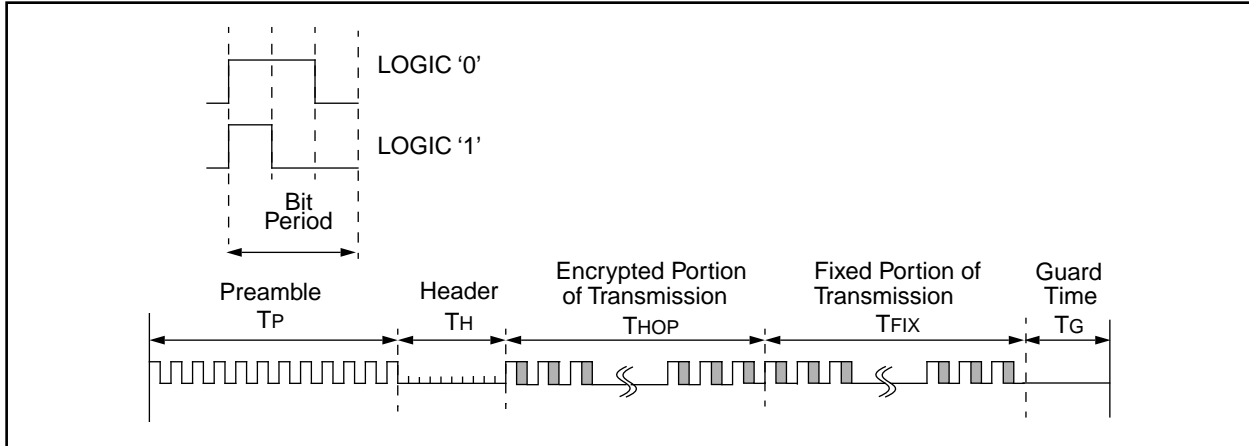 LOGIC ‘0’
LOGIC ‘1’
Bit
Period
Preamble
TP
Header
TH
Encrypted Portion
of Transmission
THOP
Fixed Portion of
Transmission
TFIX
Guard
Time
TG